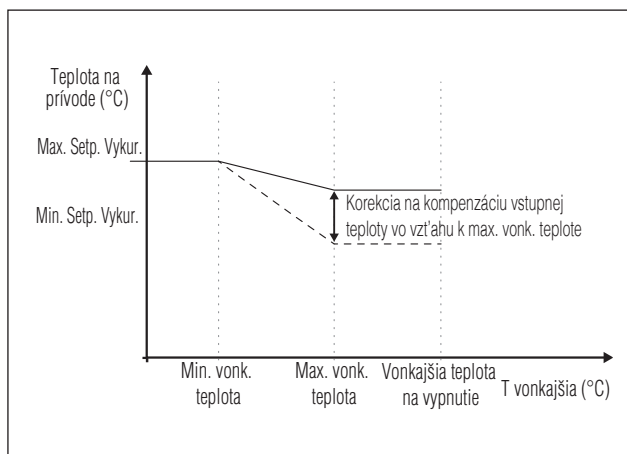 Teplota na
prívode (°C)
Max. Setp. Vykur.
Min. Setp. Vykur.
Korekcia na kompenzáciu vstupnej
teploty vo vzt'ahu k max. vonk. teplote
Min. vonk.
teplota
Max. vonk.
teplota
Vonkajšia teplota
na vypnutie
T vonkajšia (°C)